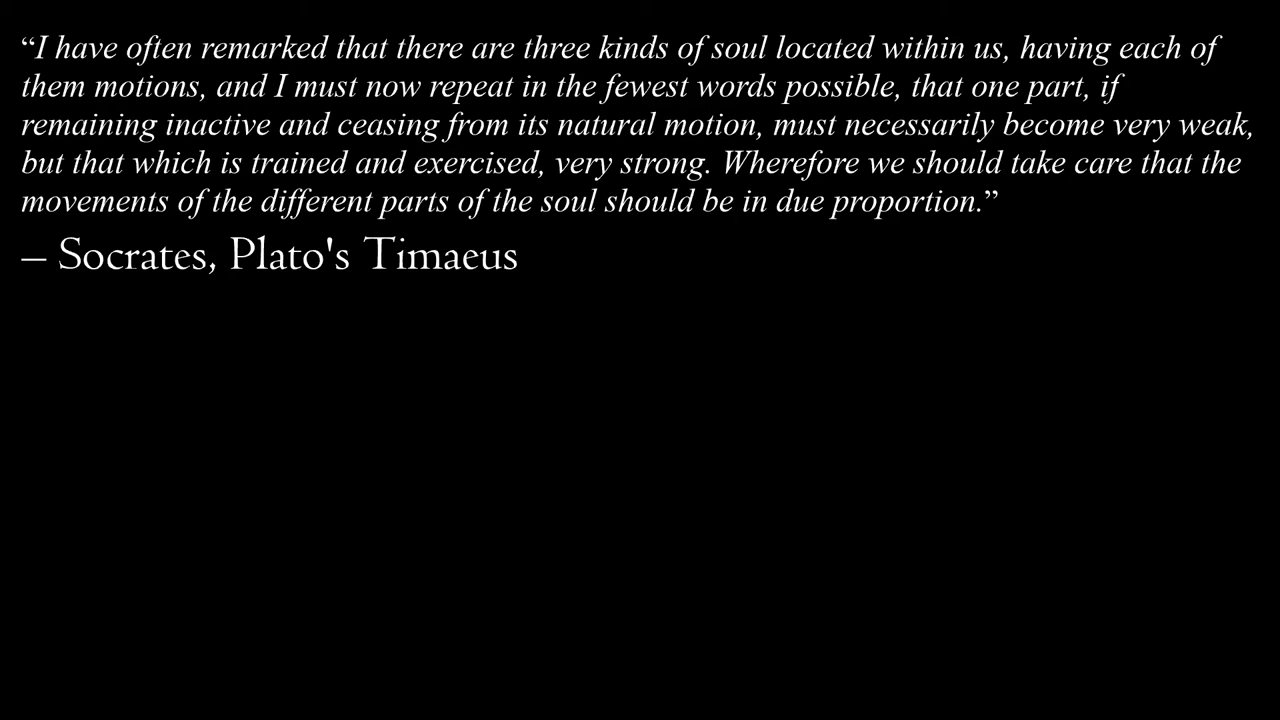 “I have often remarked that there are three kinds of soul located within us, having each of
them motions, and I must now repeat in the fewest words possible, that one part, if
remaining inactive and ceasing from its natural motion, must necessarily become very weak,
but that which is trained and exercised, very strong. Wherefore we should take care that the
movements of the different parts of the soul should be in due proportion.”
– Socrates, Plato's Timaeus